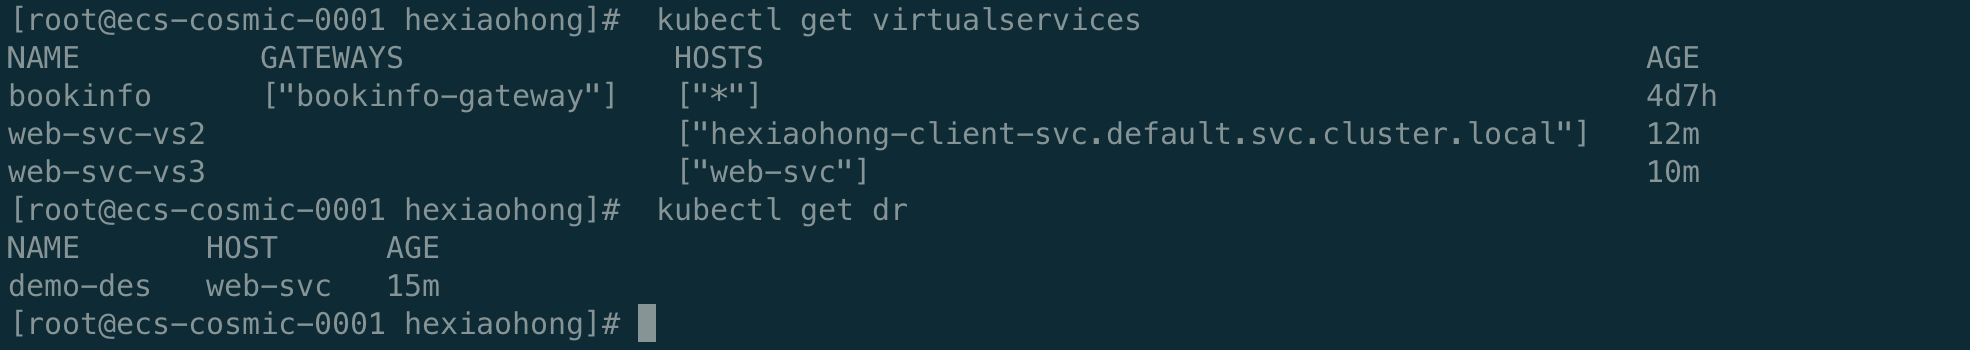 [root@ecs-cosmic-0001 hexiaohong]#  kubectl get virtualservices
NAME          GATEWAYS               HOSTS                                                 AGE
bookinfo      ["bookinfo-gateway"]   ["*"]                                                 4d7h
web-svc-vs2                          ["hexiaohong-client-svc.default.svc.cluster.local"]   12m
web-svc-vs3                          ["web-svc"]                                           10m
[root@ecs-cosmic-0001 hexiaohong]#  kubectl get dr
NAME       HOST      AGE
demo-des   web-svc   15m
[root@ecs-cosmic-0001 hexiaohong]#